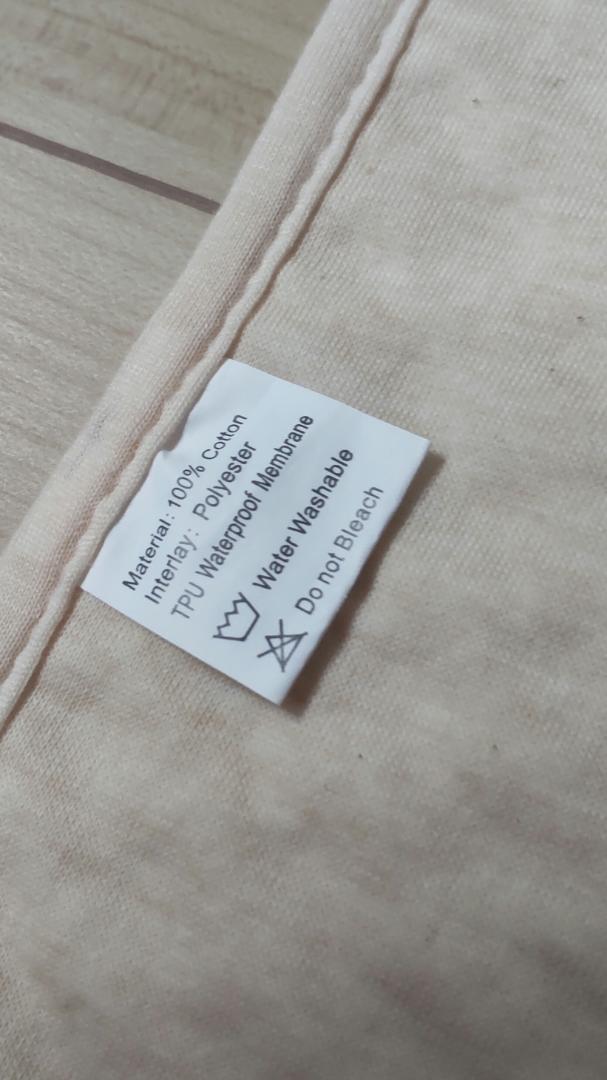 Material: 100% Cotton
Interlay: Polyester
TPU Waterproof Membrane
Water Washable
Do not Bleach